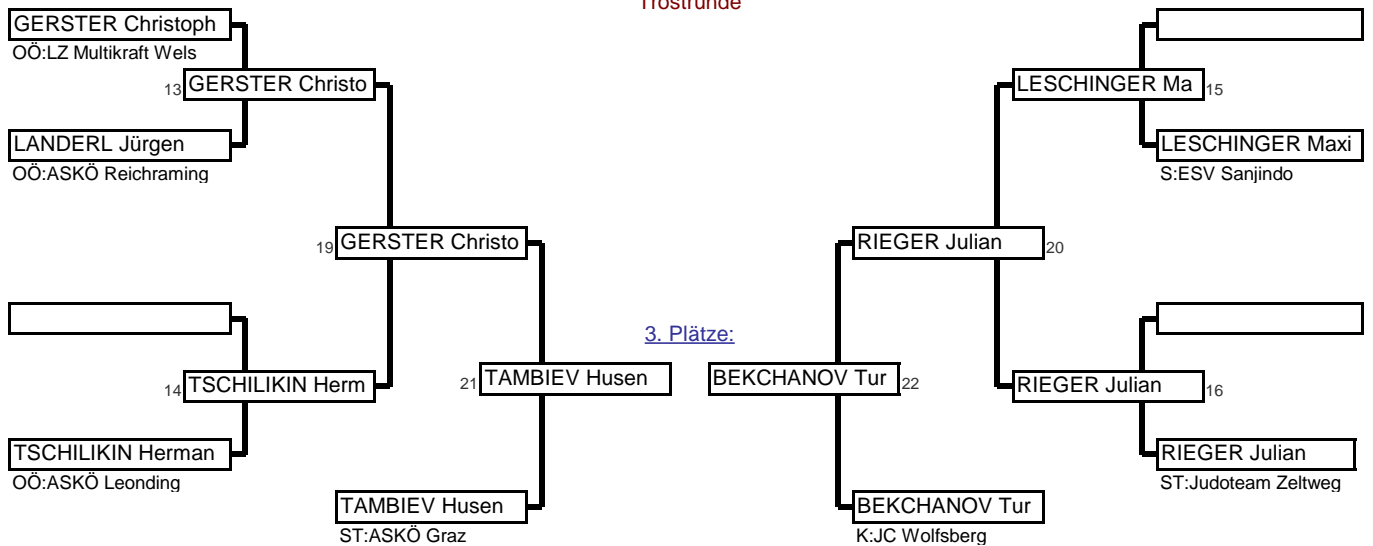 Trostrunde
GERSTER Christoph
OÖ:LZ Multikraft Wels
13 GERSTER Christo
LESCHINGER Ma 15
LANDERL Jürgen
OÖ:ASKÖ Reichraming
LESCHINGER Maxi
S:ESV Sanjindo
19 GERSTER Christo
RIEGER Julian 20
3. Plätze:
14 TSCHILIKIN Herm
21 TAMBIEV Husen
BEKCHANOV Tur 22
RIEGER Julian 16
TSCHILIKIN Herman
OÖ:ASKÖ Leonding
RIEGER Julian
ST:Judoteam Zeltweg
TAMBIEV Husen
ST:ASKÖ Graz
BEKCHANOV Tur
K:JC Wolfsberg